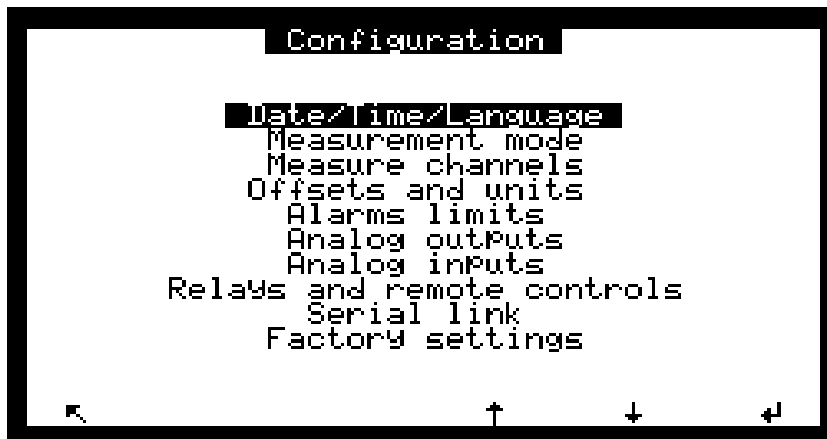 Configuration
Date/Time/Language
Measurement mode
Measure channels
Offsets and units
Alarms limits
Analog outputs
Analog inputs
Relays and remote controls
Serial link
Factory settings